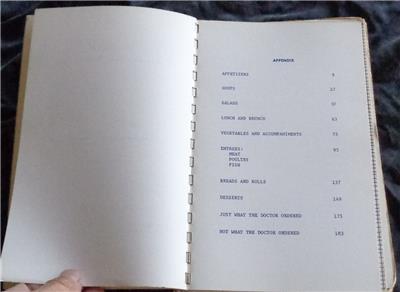 APPENDIX
APPETIZERS 9
SOUPS 27
SALADS
LUNCH AND BRUNCH 63
VEGETABLES AND ACCOMPANIMENTS 75
ENTREES: 95
MEAT
POULTRY
FISH
BREADS AND ROLLS 137
DESSERTS 149
JUST WHAT THE DOCTOR ORDERED 175
NOT WHAT THE DOCTOR ORDERED 183